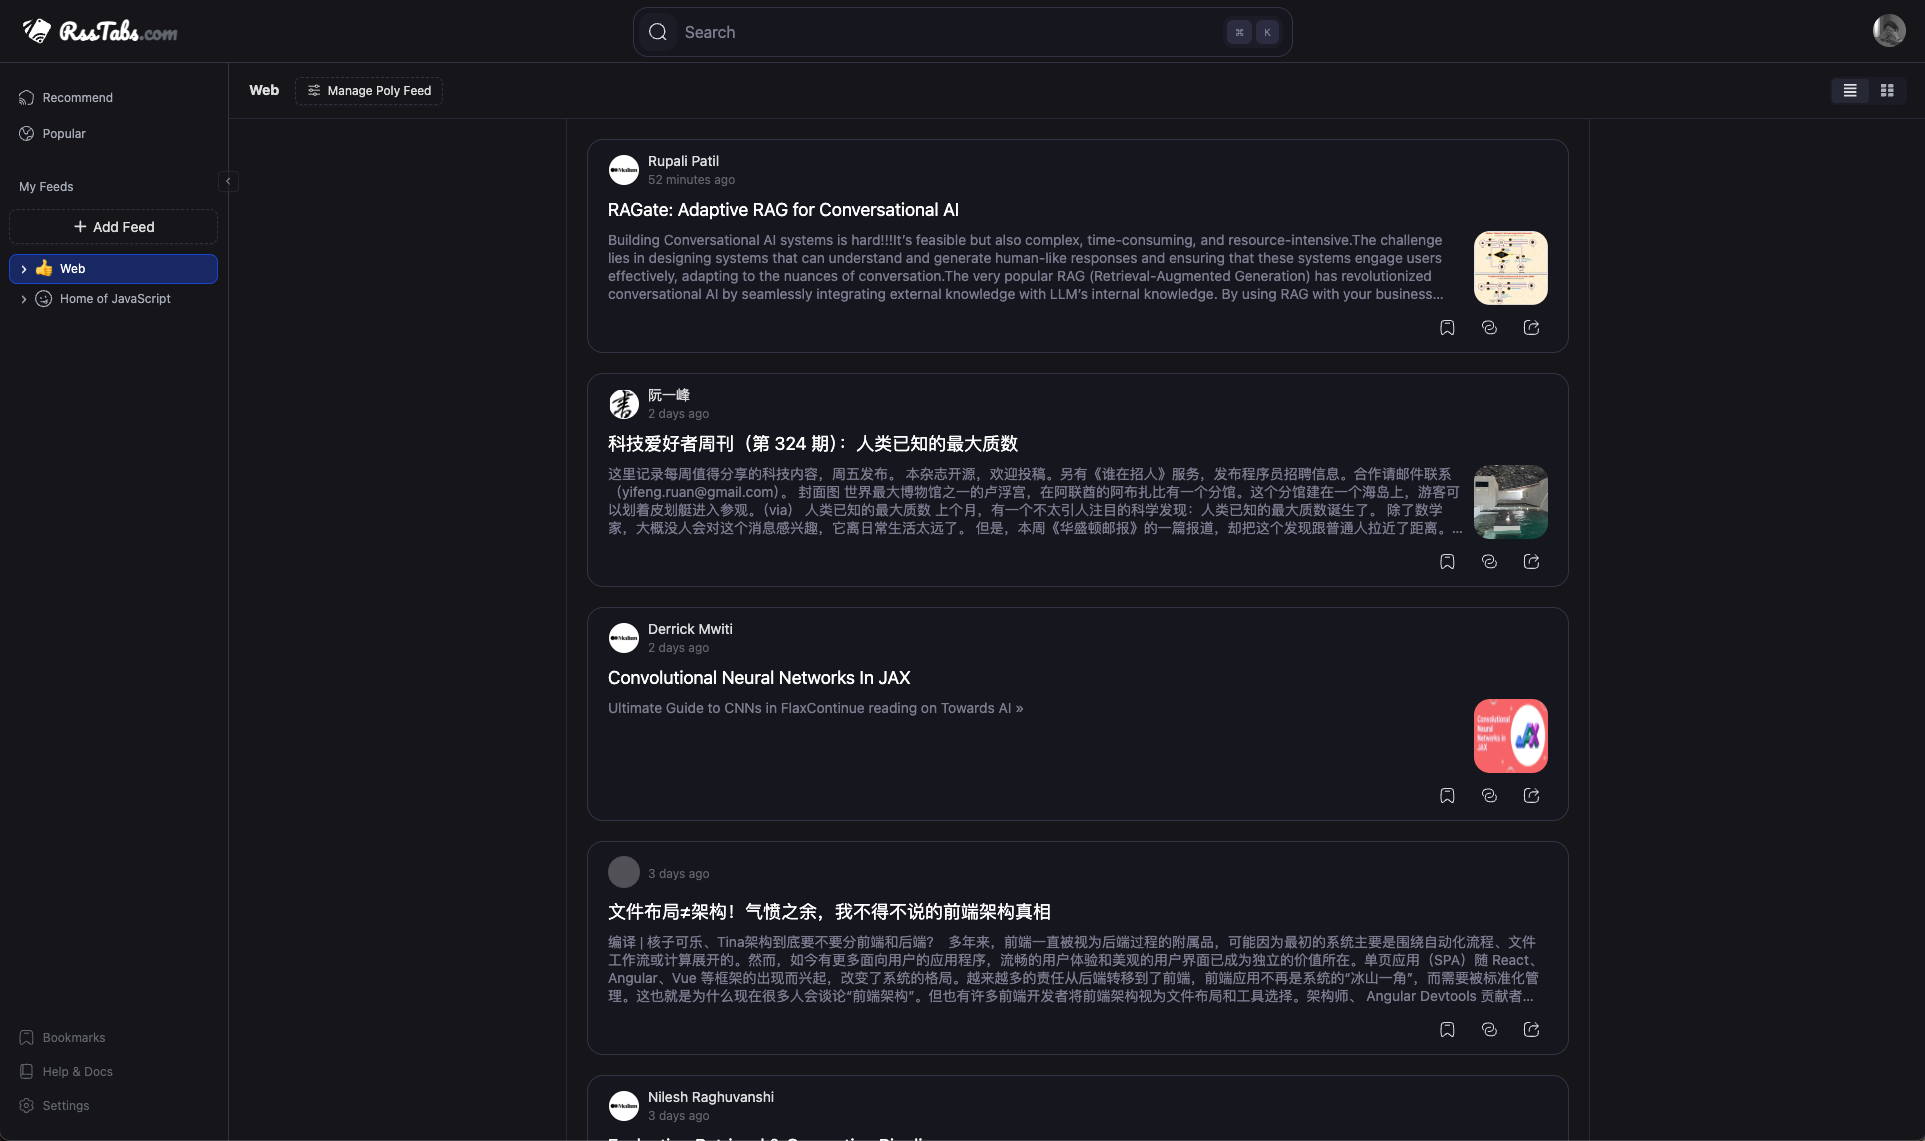 RssTabs.com
Search
⌘ K
Recommend
Popular
My Feeds
Add Feed
👍 Web
Home of JavaScript
Bookmarks
Help & Docs
Settings
Web
Manage Poly Feed
Medium
Rupali Patil
52 minutes ago
RAGate: Adaptive RAG for Conversational AI
Building Conversational AI systems is hard!!!It’s feasible but also complex, time-consuming, and resource-intensive.The challenge
lies in designing systems that can understand and generate human-like responses and ensuring that these systems engage users
effectively, adapting to the nuances of conversation.The very popular RAG (Retrieval-Augmented Generation) has revolutionized
conversational AI by seamlessly integrating external knowledge with LLM’s internal knowledge. By using RAG with your business...
书
阮一峰
2 days ago
科技爱好者周刊（第 324 期）：人类已知的最大质数
这里记录每周值得分享的科技内容，周五发布。 本杂志开源，欢迎投稿。另有《谁在招人》服务，发布程序员招聘信息。合作请邮件联系
（yifeng.ruan@gmail.com）。 封面图 世界最大博物馆之一的卢浮宫，在阿联酋的阿布扎比有一个分馆。这个分馆建在一个海岛上，游客可
以划着皮划艇进入参观。（via） 人类已知的最大质数 上个月，有一个不太引人注目的科学发现：人类已知的最大质数诞生了。 除了数学
家，大概没人会对这个消息感兴趣，它离日常生活太远了。 但是，本周《华盛顿邮报》的一篇报道，却把这个发现跟普通人拉近了距离。...
Medium
Derrick Mwiti
2 days ago
Convolutional Neural Networks In JAX
Ultimate Guide to CNNs in FlaxContinue reading on Towards AI »
Convolutional
Neural
Networks in
JAX
3 days ago
文件布局≠架构！气愤之余，我不得不说的前端架构真相
编译 | 核子可乐、Tina架构到底要不要分前端和后端？ 多年来，前端一直被视为后端过程的附属品，可能因为最初的系统主要是围绕自动化流程、文件
工作流或计算展开的。然而，如今有更多面向用户的应用程序，流畅的用户体验和美观的用户界面已成为独立的价值所在。单页应用（SPA）随 React、
Angular、Vue 等框架的出现而兴起，改变了系统的格局。越来越多的责任从后端转移到了前端，前端应用不再是系统的“冰山一角”，而需要被标准化管
理。这也就是为什么现在很多人会谈论“前端架构”。但也有许多前端开发者将前端架构视为文件布局和工具选择。架构师、 Angular Devtools 贡献者...
Medium
Nilesh Raghuvanshi
3 days ago